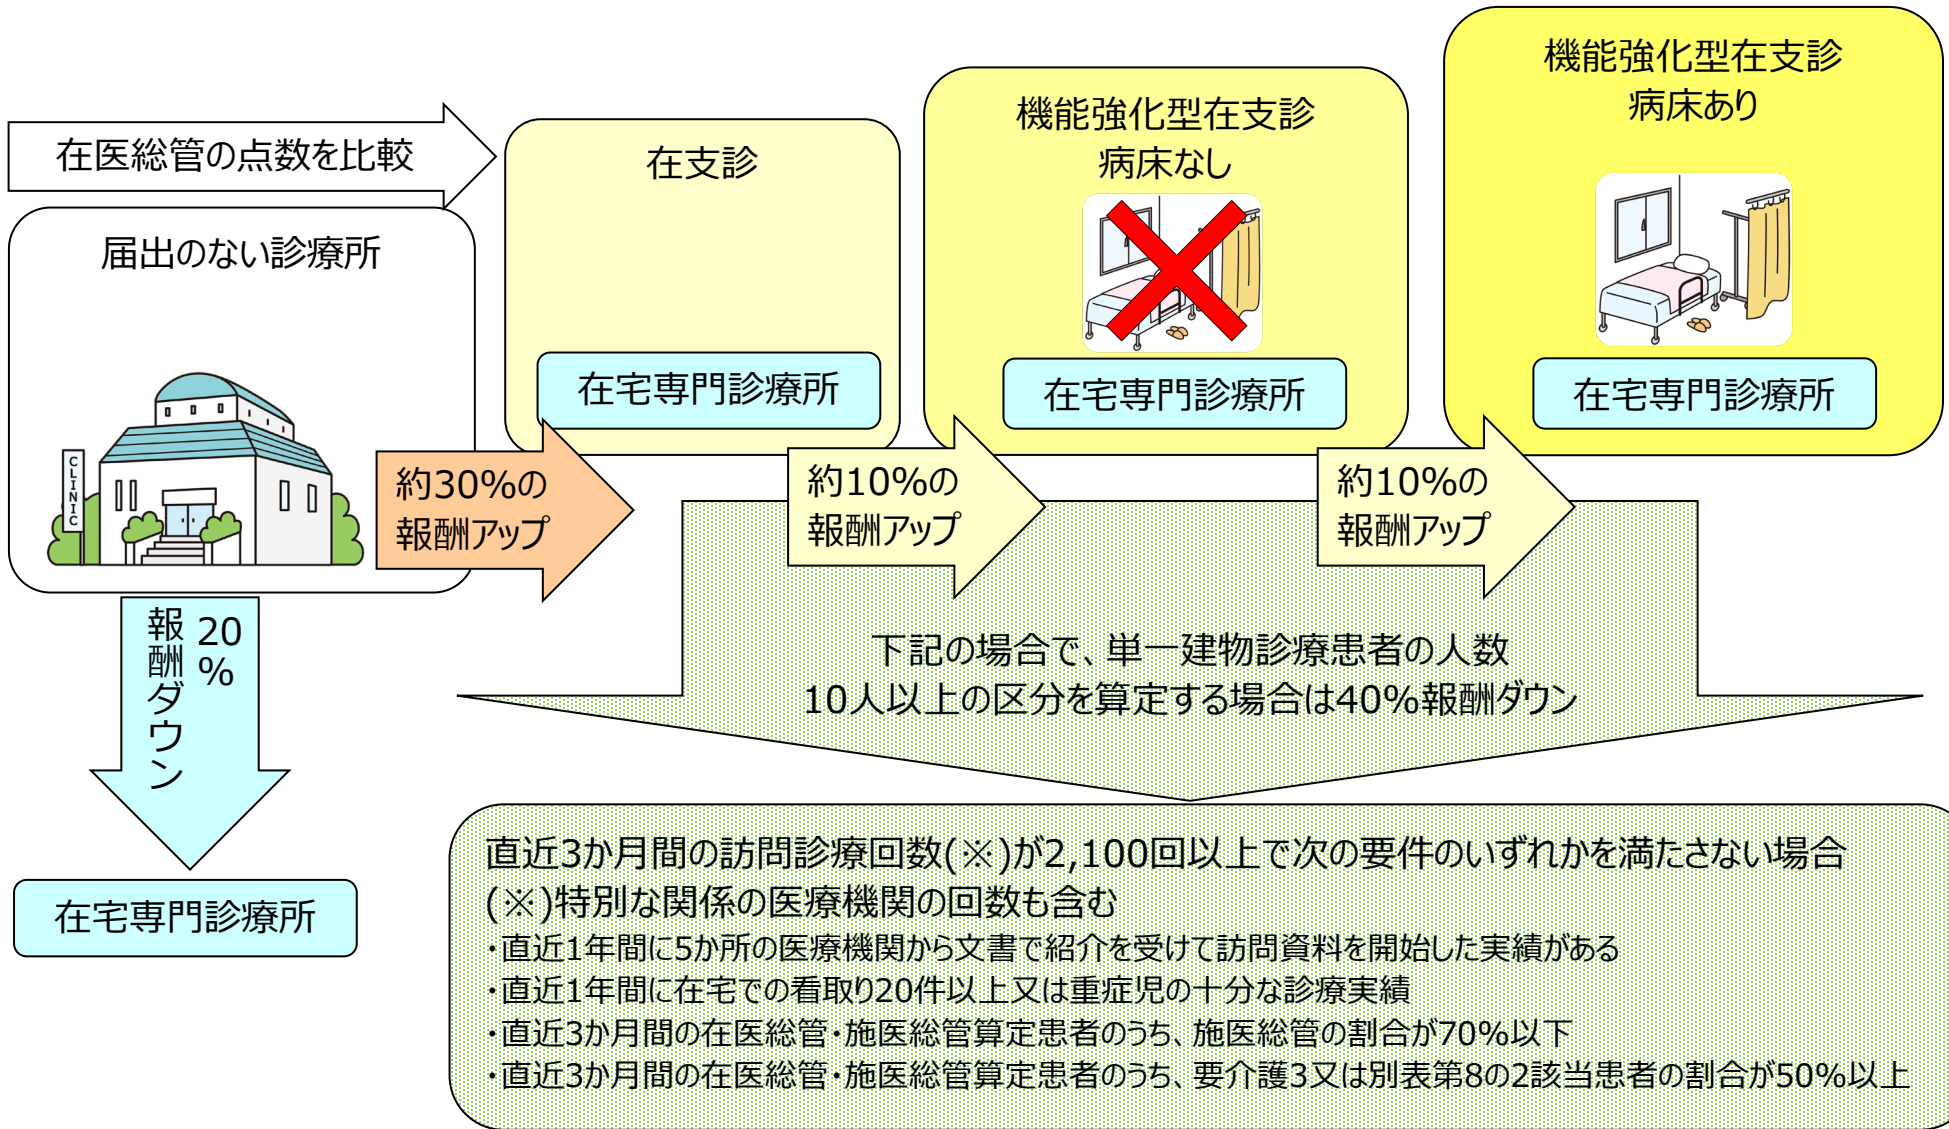 在医総管の点数を比較
届出のない診療所
CLINIC
在支診
在宅専門診療所
機能強化型在支診
病床なし
在宅専門診療所
機能強化型在支診
病床あり
在宅専門診療所
約30%の
報酬アップ
約10%の
報酬アップ
約10%の
報酬アップ
20%
報酬ダウン
在宅専門診療所
下記の場合で、単一建物診療患者の人数
10人以上の区分を算定する場合は40%報酬ダウン
直近3か月間の訪問診療回数(※)が2,100回以上で次の要件のいずれかを満たさない場合
(※)特別な関係の医療機関の回数も含む
・直近1年間に5か所の医療機関から文書で紹介を受けて訪問資料を開始した実績がある
・直近1年間に在宅での看取り20件以上又は重症児の十分な診療実績
・直近3か月間の在医総管・施医総管算定患者のうち、施医総管の割合が70%以下
・直近3か月間の在医総管・施医総管算定患者のうち、要介護3又は別表第8の2該当患者の割合が50%以上